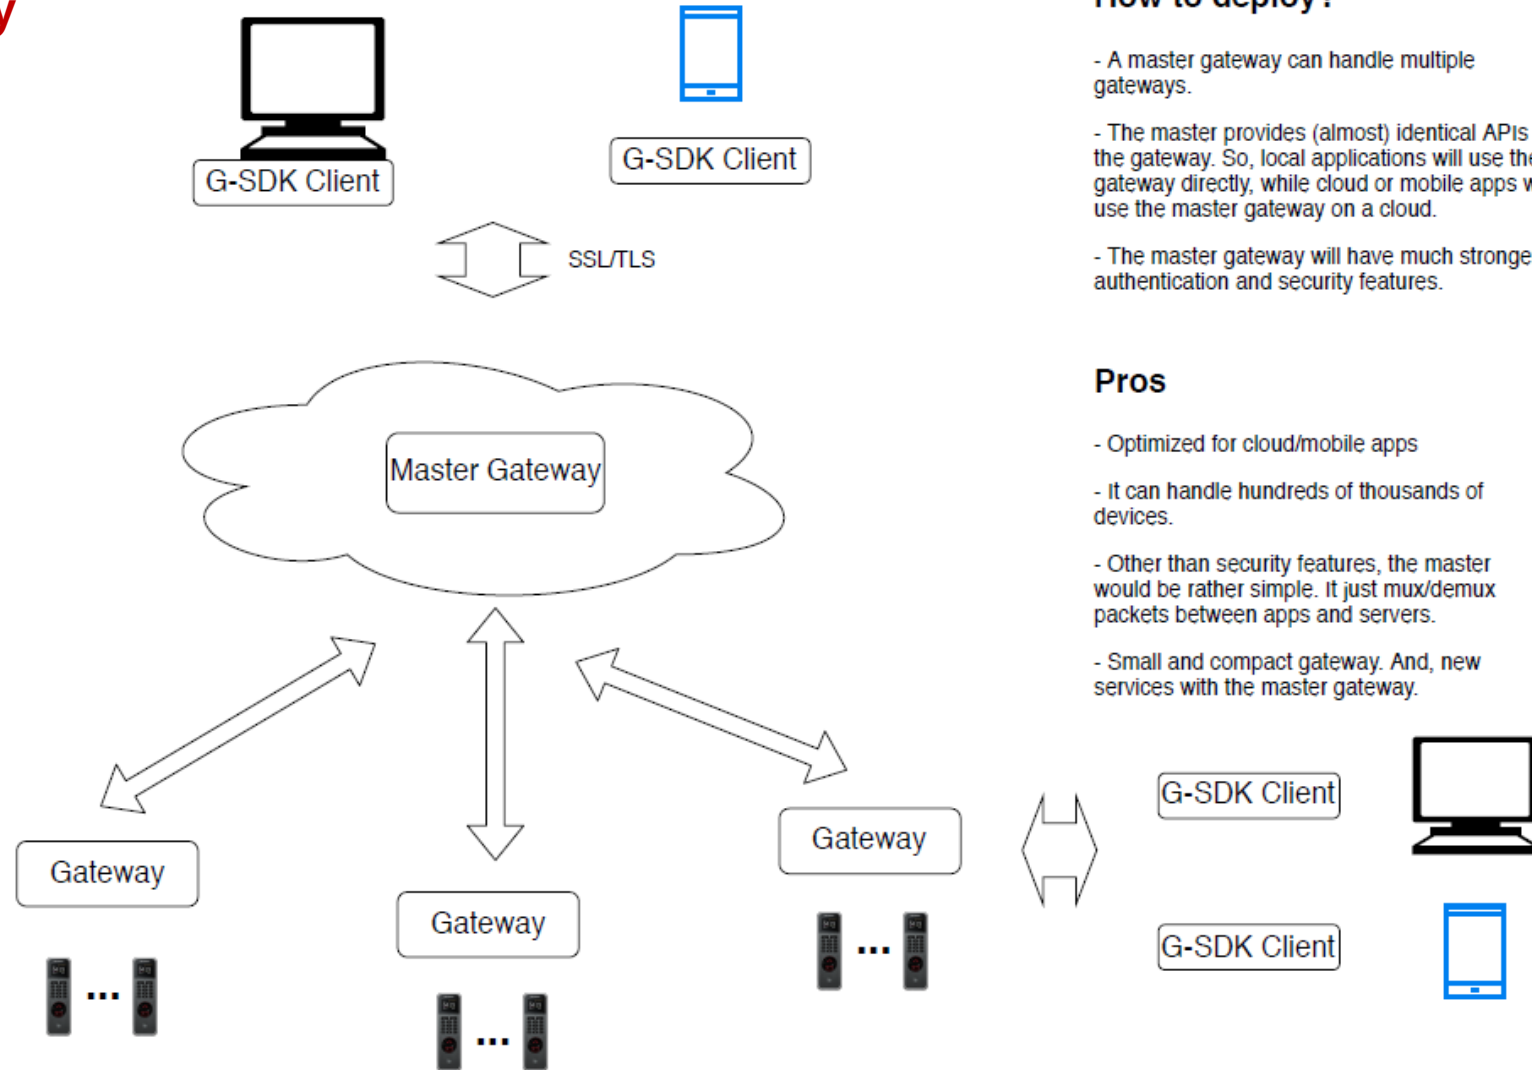 y
How to deploy?
- A master gateway can handle multiple
gateways.
- The master provides (almost) identical APIs
the gateway. So, local applications will use the
gateway directly, while cloud or mobile apps w
use the master gateway on a cloud.
- The master gateway will have much stronge
authentication and security features.
G-SDK Client
G-SDK Client
SSL/TLS
Master Gateway
Pros
- Optimized for cloud/mobile apps
- It can handle hundreds of thousands of
devices.
- Other than security features, the master
would be rather simple. It just mux/demux
packets between apps and servers.
- Small and compact gateway. And, new
services with the master gateway.
Gateway
...
Gateway
...
Gateway
...
G-SDK Client
G-SDK Client